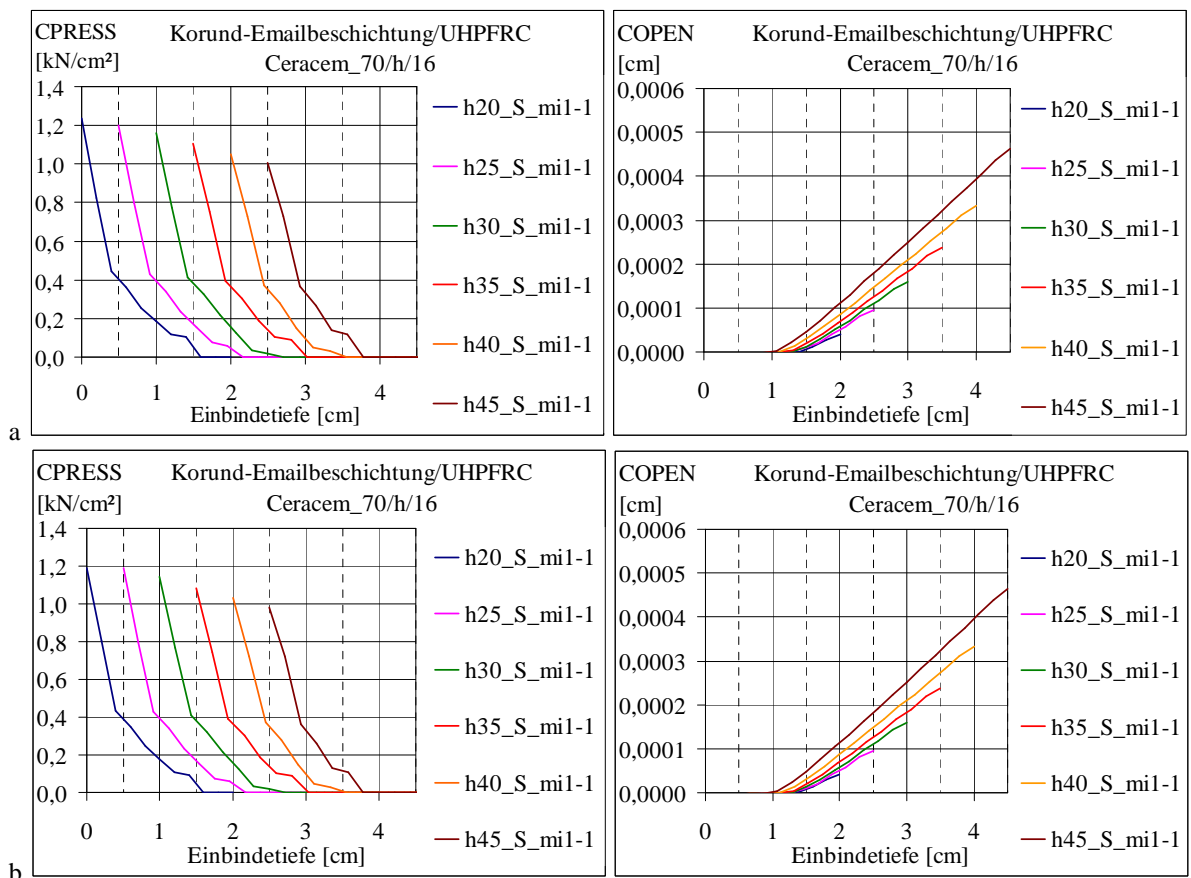 CPRESS Korund-Emailbeschichtung/UHPFRC
[kN/cm²] Ceracem_70/h/16
1,4
1,2
1,0
0,8
0,6
0,4
0,2
0,0
0 1 2 3 4
Einbindetiefe [cm]
h20_S_mi1-1
h25_S_mi1-1
h30_S_mi1-1
h35_S_mi1-1
h40_S_mi1-1
h45_S_mi1-1
COPEN Korund-Emailbeschichtung/UHPFRC
[cm] Ceracem_70/h/16
0,0006
0,0005
0,0004
0,0003
0,0002
0,0001
0,0000
0 1 2 3 4
Einbindetiefe [cm]
h20_S_mi1-1
h25_S_mi1-1
h30_S_mi1-1
h35_S_mi1-1
h40_S_mi1-1
h45_S_mi1-1
a
CPRESS Korund-Emailbeschichtung/UHPFRC
[kN/cm²] Ceracem_70/h/16
1,4
1,2
1,0
0,8
0,6
0,4
0,2
0,0
0 1 2 3 4
Einbindetiefe [cm]
h20_S_mi1-1
h25_S_mi1-1
h30_S_mi1-1
h35_S_mi1-1
h40_S_mi1-1
h45_S_mi1-1
COPEN Korund-Emailbeschichtung/UHPFRC
[cm] Ceracem_70/h/16
0,0006
0,0005
0,0004
0,0003
0,0002
0,0001
0,0000
0 1 2 3 4
Einbindetiefe [cm]
h20_S_mi1-1
h25_S_mi1-1
h30_S_mi1-1
h35_S_mi1-1
h40_S_mi1-1
h45_S_mi1-1
b